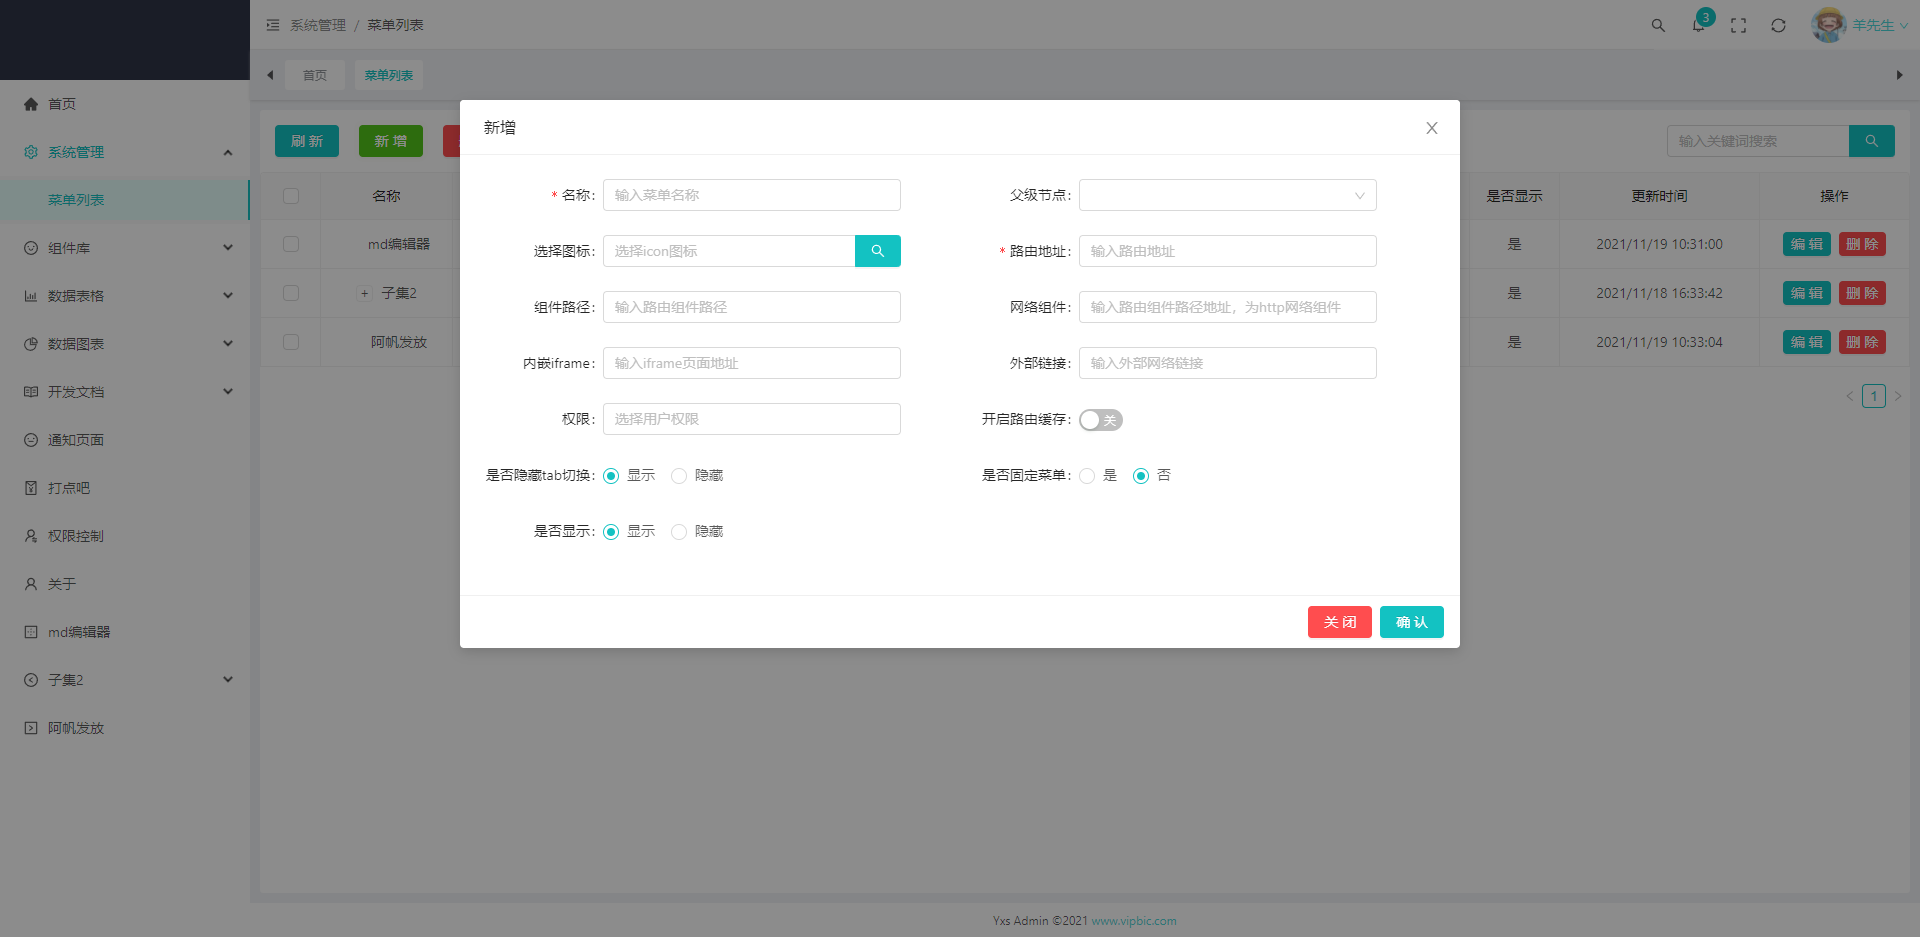 系统管理 / 菜单列表
3
羊先生
首页
菜单列表
首页
系统管理
菜单列表
组件库
数据表格
数据图表
开发文档
通知页面
打点吧
权限控制
关于
md编辑器
子集2
阿帆发放
刷 新
新 增
输入关键词搜索
名称
是否显示
更新时间
操作
md编辑器
是
2021/11/19 10:31:00
编 辑
删 除
子集2
是
2021/11/18 16:33:42
编 辑
删 除
阿帆发放
是
2021/11/19 10:33:04
编 辑
删 除
1
新增
* 名称:
输入菜单名称
父级节点:
选择图标:
选择icon图标
* 路由地址:
输入路由地址
组件路径:
输入路由组件路径
网络组件:
输入路由组件路径地址，为http网络组件
内嵌iframe:
输入iframe页面地址
外部链接:
输入外部网络链接
权限:
选择用户权限
开启路由缓存:
关
是否隐藏tab切换:
显示
隐藏
是否固定菜单:
是
否
是否显示:
显示
隐藏
关 闭
确 认
Yxs Admin ©2021 www.vipbic.com